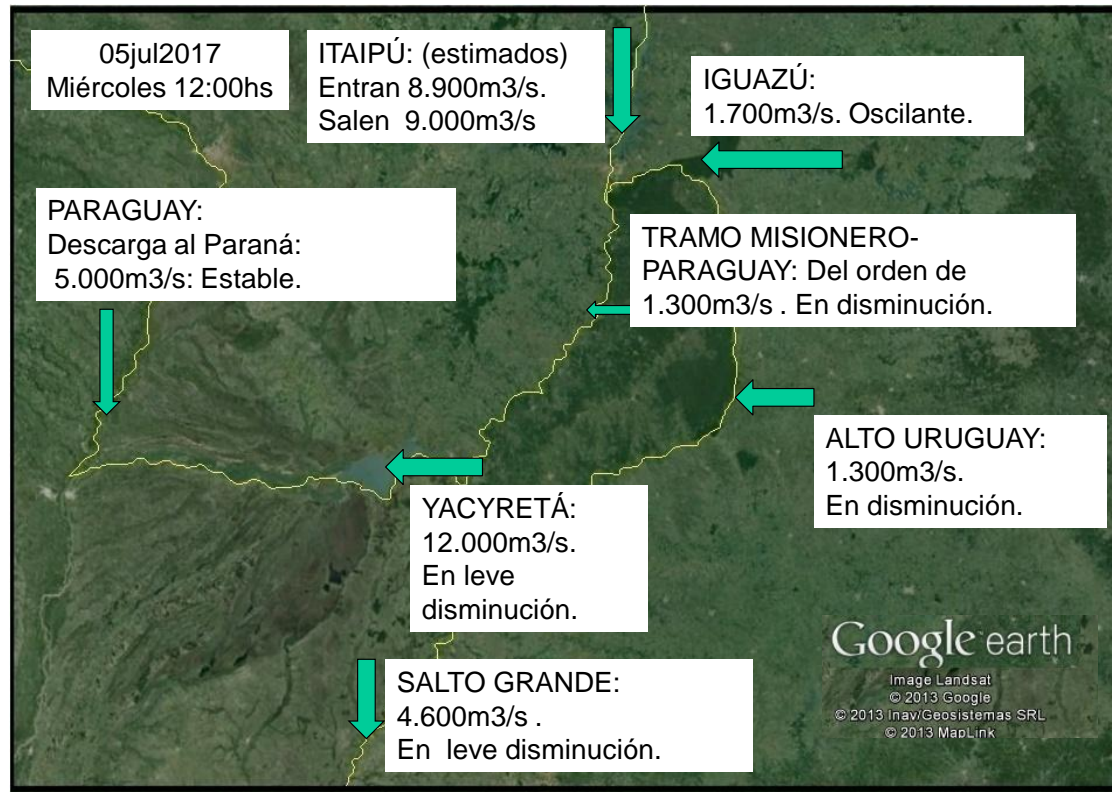 05jul2017
Miércoles 12:00hs
ITAIPÚ: (estimados)
Entran 8.900m3/s.
Salen  9.000m3/s
IGUAZÚ:
1.700m3/s. Oscilante.
PARAGUAY:
Descarga al Paraná:
5.000m3/s: Estable.
TRAMO MISIONERO-
PARAGUAY: Del orden de
1.300m3/s . En disminución.
ALTO URUGUAY:
1.300m3/s.
En disminución.
YACYRETÁ:
12.000m3/s.
En leve
disminución.
SALTO GRANDE:
4.600m3/s .
En  leve disminución.
Google earth
Image Landsat
© 2013 Google
© 2013 Inav/Geosistemas SRL
© 2013 MapLink